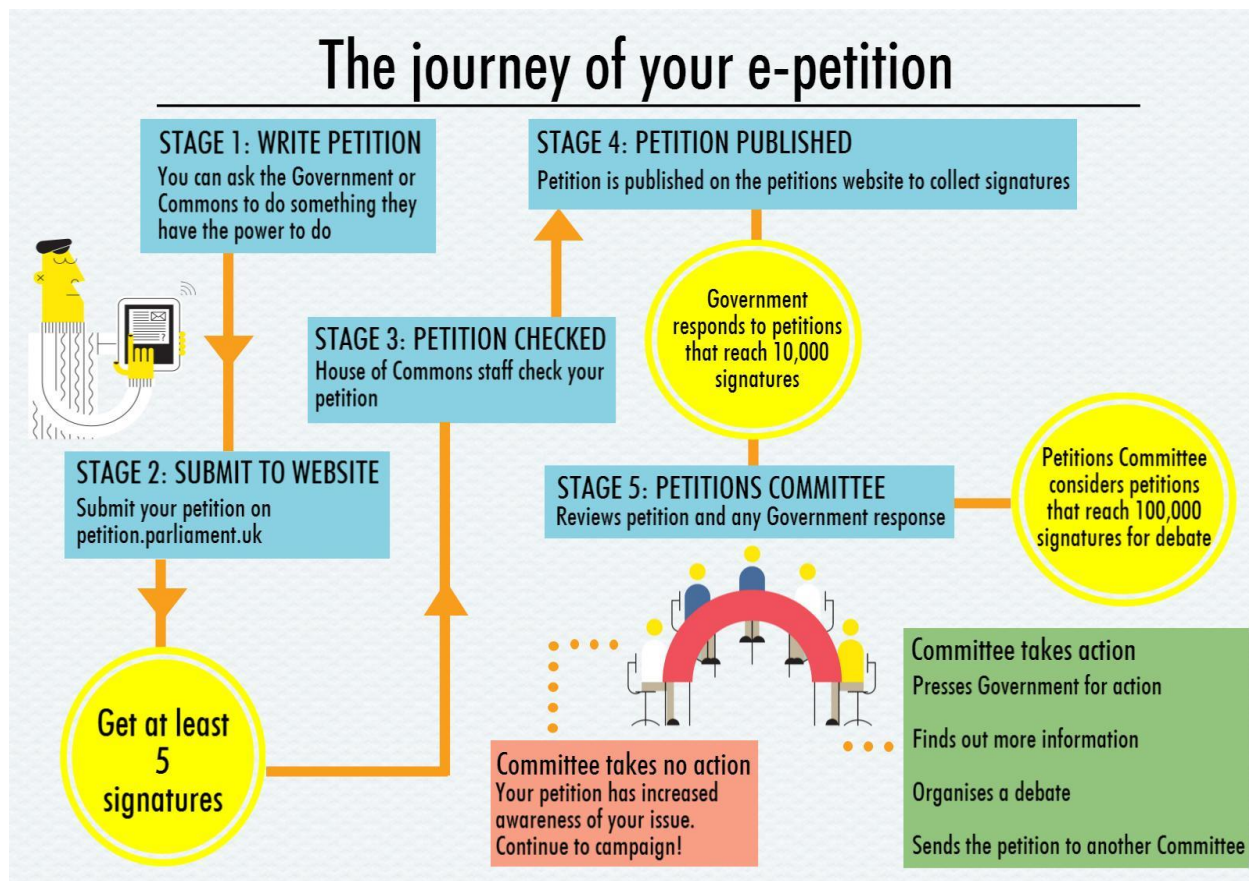 The journey of your e-petition
STAGE 1: WRITE PETITION
You can ask the Government or
Commons to do something they
have the power to do
STAGE 2: SUBMIT TO WEBSITE
Submit your petition on
petition.parliament.uk
Get at least
5
signatures
STAGE 3: PETITION CHECKED
House of Commons staff check your
petition
STAGE 4: PETITION PUBLISHED
Petition is published on the petitions website to collect signatures
Government
responds to petitions
that reach 10,000
signatures
STAGE 5: PETITIONS COMMITTEE
Reviews petition and any Government response
Petitions Committee
considers petitions
that reach 100,000
signatures for debate
Committee takes no action
Your petition has increased
awareness of your issue.
Continue to campaign!
Committee takes action
Presses Government for action
Finds out more information
Organises a debate
Sends the petition to another Committee